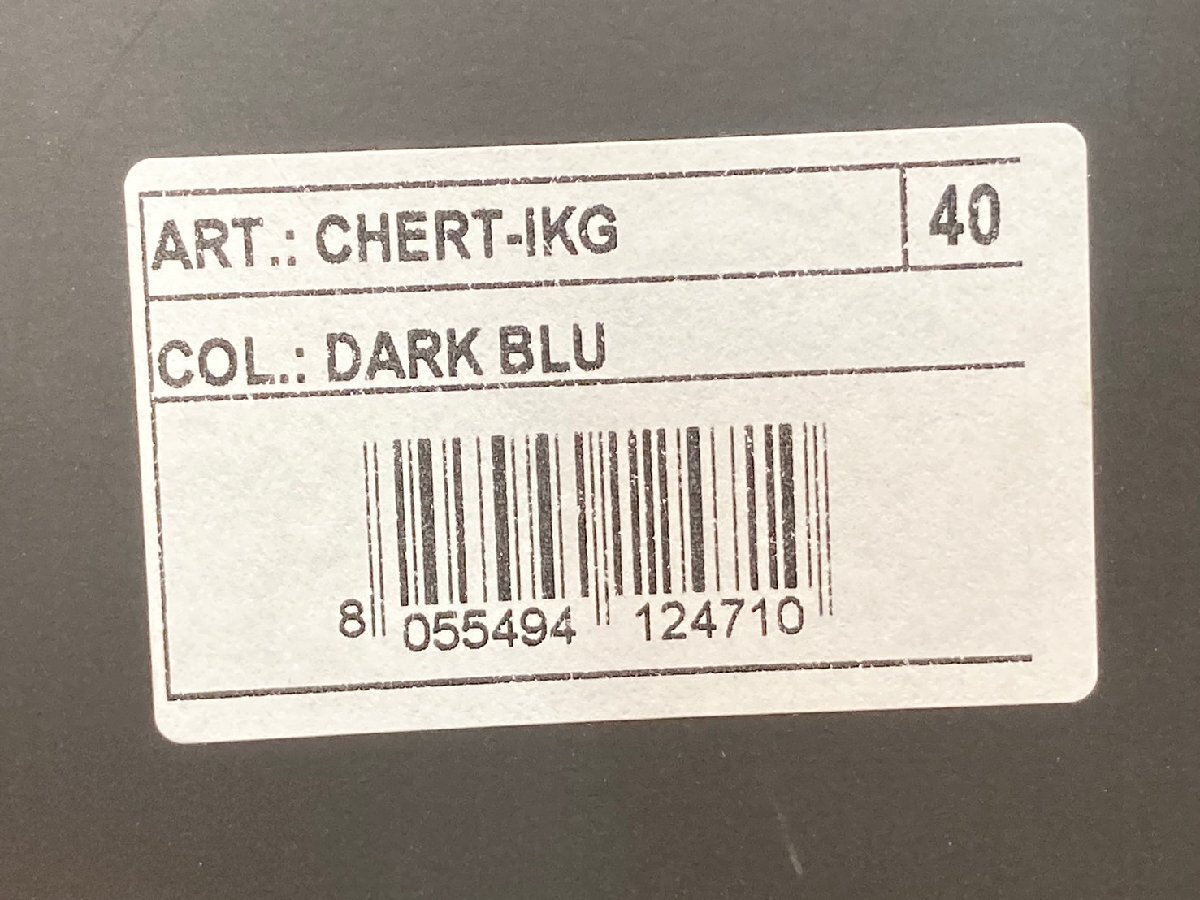 ART.: CHERT-IKG 40
COL.: DARK BLU
8 055494 124710